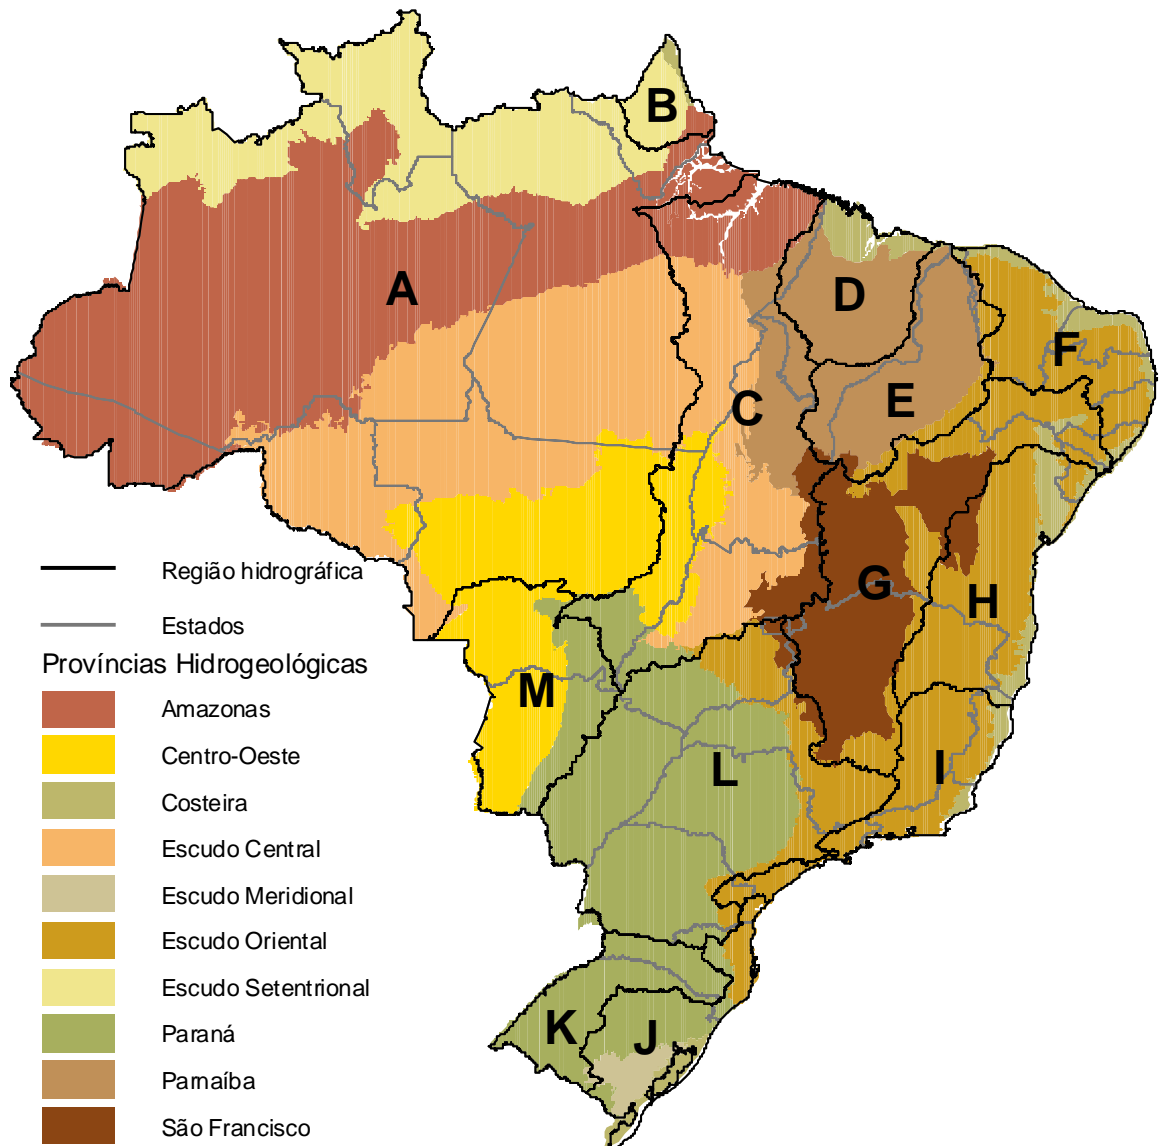 B
A
D
F
C
E
G
H
M
L
I
K
J
Região hidrográfica
Estados
Províncias Hidrogeológicas
Amazonas
Centro-Oeste
Costeira
Escudo Central
Escudo Meridional
Escudo Oriental
Escudo Setentrional
Paraná
Parnaíba
São Francisco